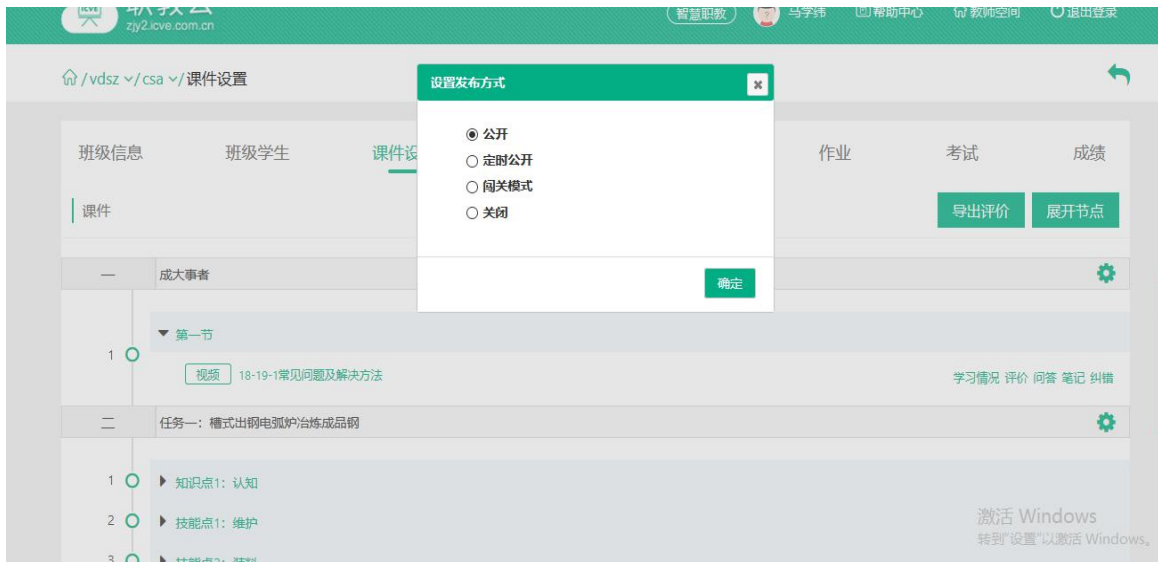 职教云
zjy2.icve.com.cn
智慧职教 马学纬 帮助中心 教师空间 退出登录
/vdsz /csa /课件设置
设置发布方式
公开
定时公开
闯关模式
关闭
确定
班级信息 班级学生 课件设 作业 考试 成绩
课件 导出评价 展开节点
一 成大事者
1 第一节
视频 18-19-1常见问题及解决方法 学习情况 评价 问答 笔记 纠错
二 任务一：槽式出钢电弧炉冶炼成品钢
1 知识点1：认知
2 技能点1：维护
3 技能点2：装料
激活 Windows
转到"设置"以激活 Windows。